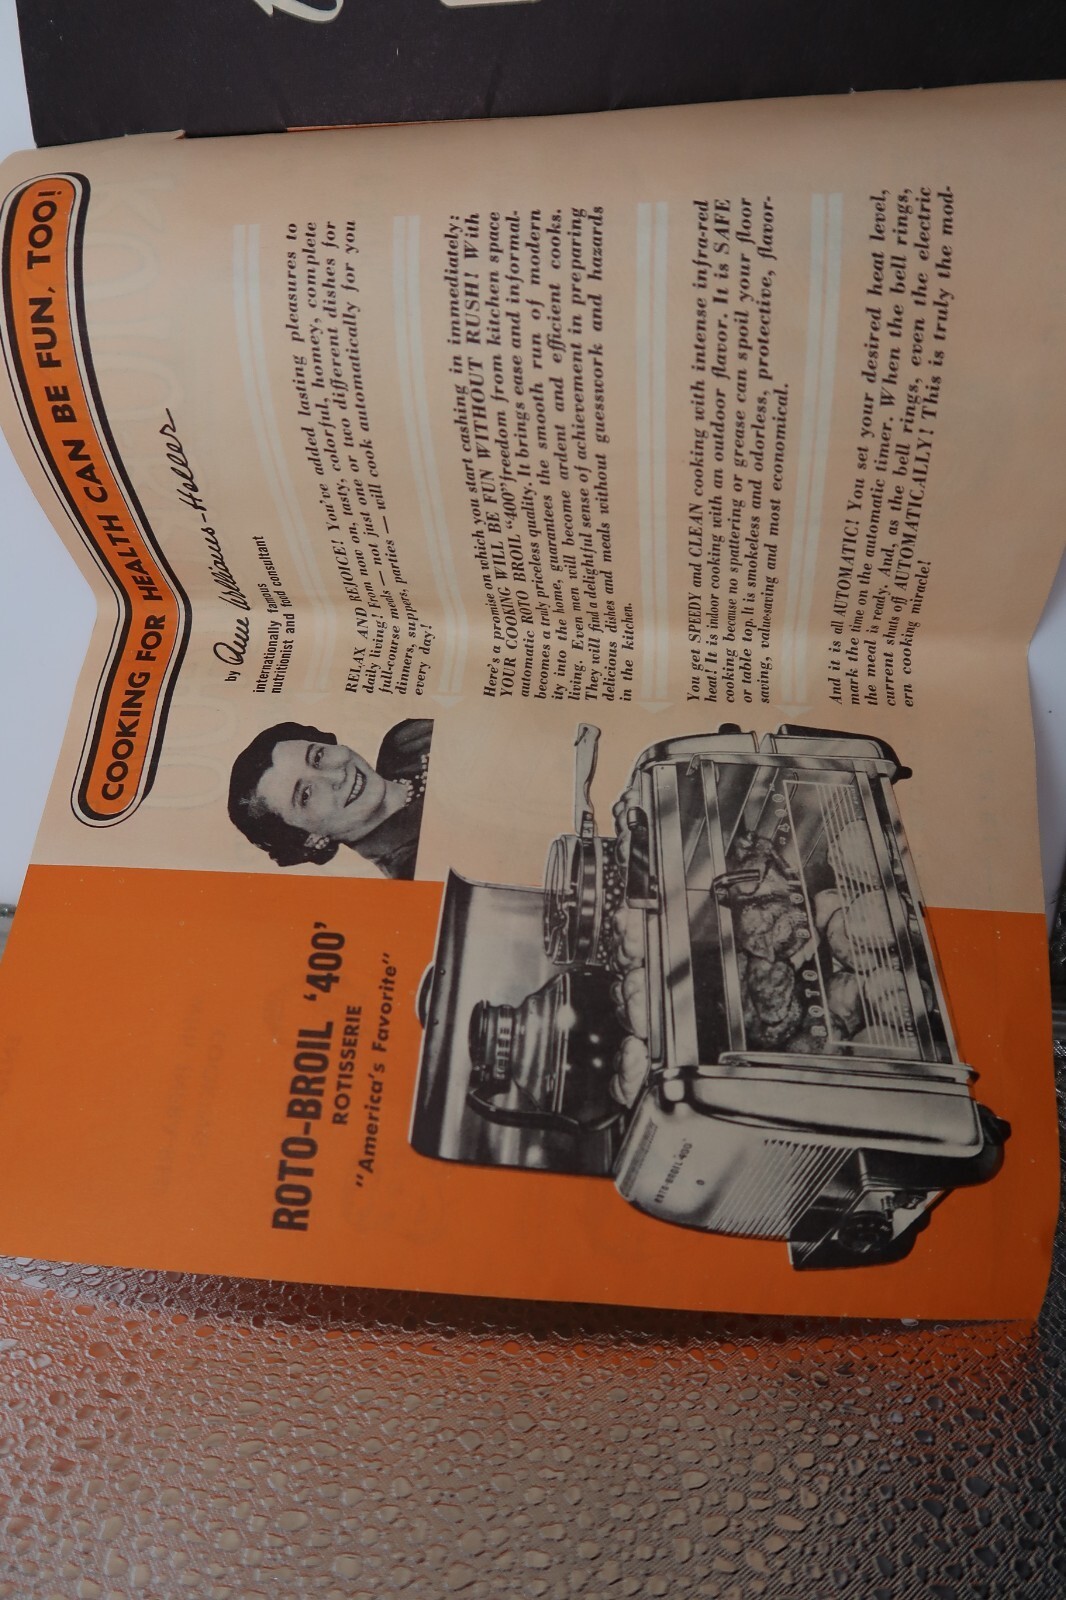 COOKING FOR HEALTH CAN BE FUN, TOO!
by Anne Williams-Heller
internationally famous
nutritionist and food consultant
RELAX AND REJOICE! You've added lasting pleasures to
daily living! From now on, tasty, colorful, homey, complete
full-course meals — not just one or two different dishes for
dinners, suppers, parties — will cook automatically for you
every day!
Here's a promise on which you start cashing in immediately:
YOUR COOKING WILL BE FUN WITHOUT RUSH! With
automatic ROTO BROIL "400" freedom from kitchen space
becomes a truly priceless quality. It brings ease and informal-
ity into the home, guarantees the smooth run of modern
living. Even men will become ardent and efficient cooks.
They will find a delightful sense of achievement in preparing
delicious dishes and meals without guesswork and hazards
in the kitchen.
You get SPEEDY and CLEAN cooking with intense infra-red
heat! It is indoor cooking with an outdoor flavor. It is SAFE
cooking because no spattering or grease can spoil your floor
or table top. It is smokeless and odorless, protective, flavor-
saving, value-saving and most economical.
And it is all AUTOMATIC! You set your desired heat level,
mark the time on the automatic timer. When the bell rings,
the meal is ready. And, as the bell rings, even the electric
current shuts off AUTOMATICALLY! This is truly the mod-
ern cooking miracle!
ROTO-BROIL '400'
ROTISSERIE
"America's Favorite"
ROTO-BROIL "400"
ROTO BRO